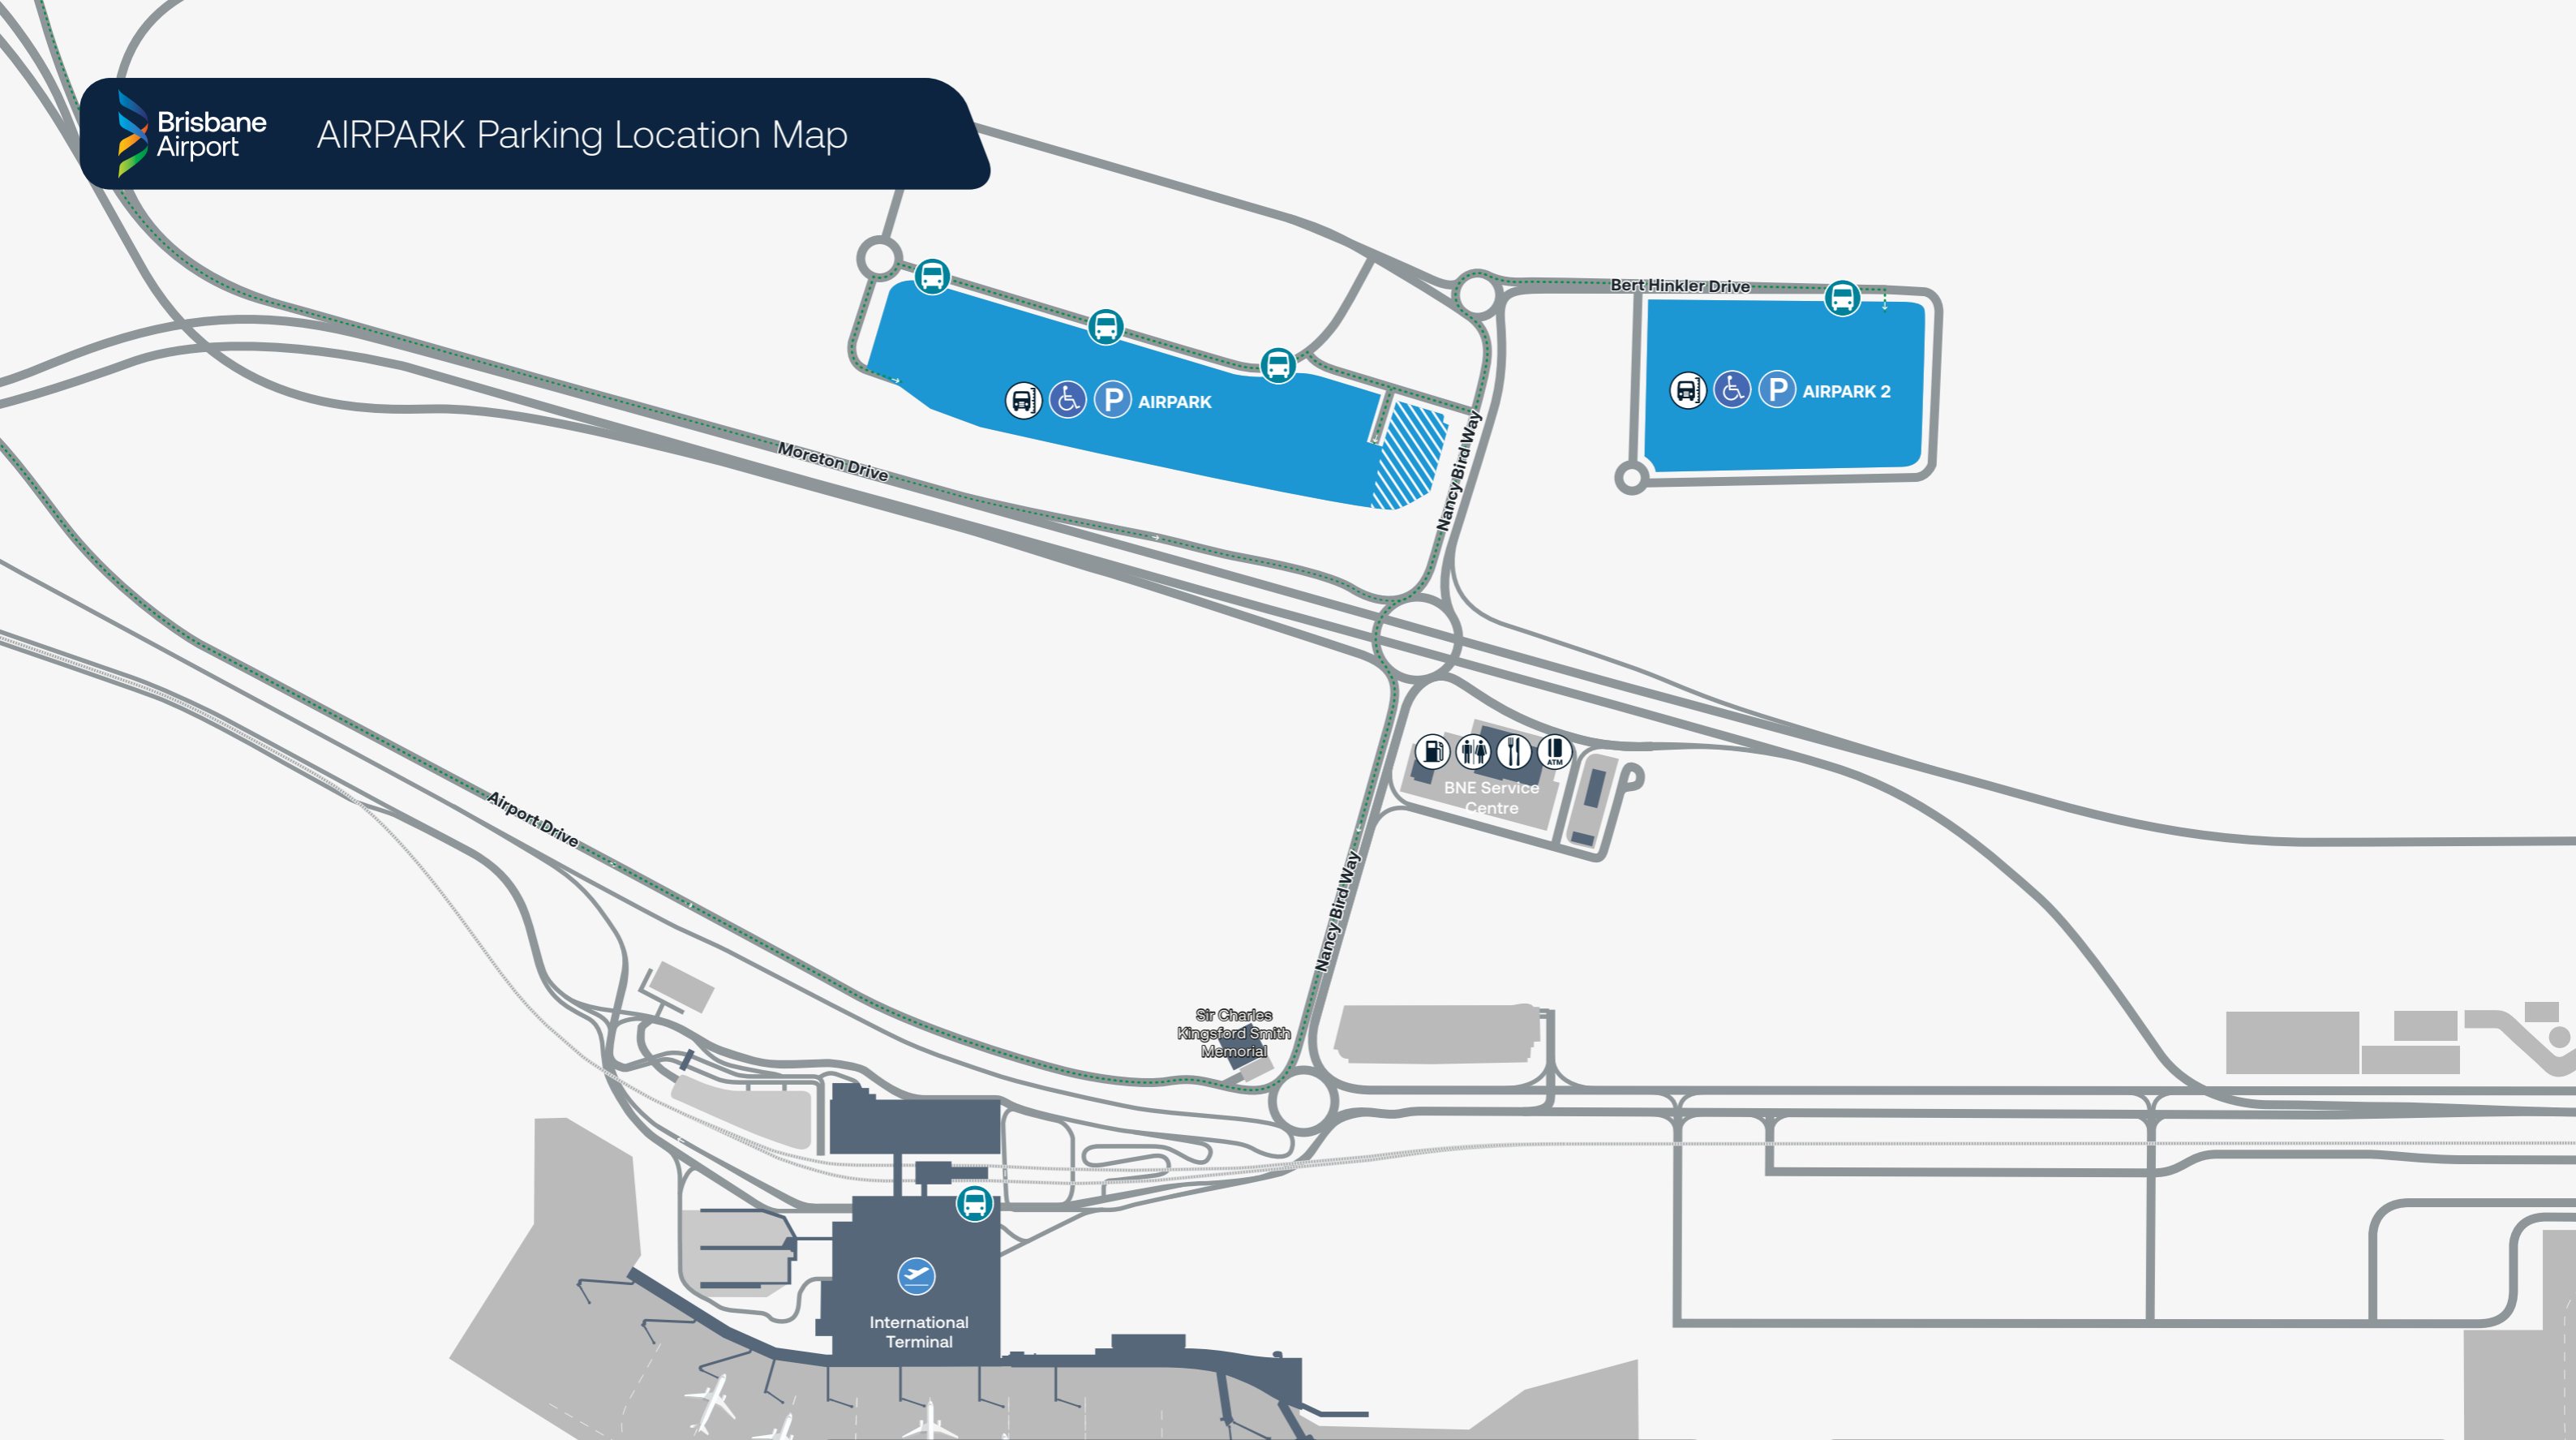 Brisbane
Airport
AIRPARK Parking Location Map
Bert Hinkler Drive
P AIRPARK
P AIRPARK 2
Moreton Drive
Nancy Bird Way
ATM
BNE Service
Centre
Airport Drive
Nancy Bird Way
Sir Charles
Kingsford Smith
Memorial
International
Terminal